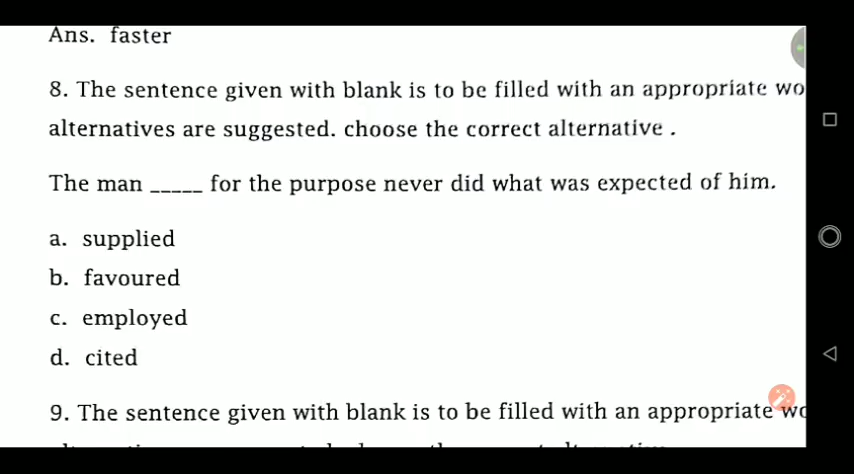 Ans. faster
8. The sentence given with blank is to be filled with an appropriate wo
alternatives are suggested. choose the correct alternative .
The man _____ for the purpose never did what was expected of him.
a. supplied
b. favoured
c. employed
d. cited
9. The sentence given with blank is to be filled with an appropriate wo